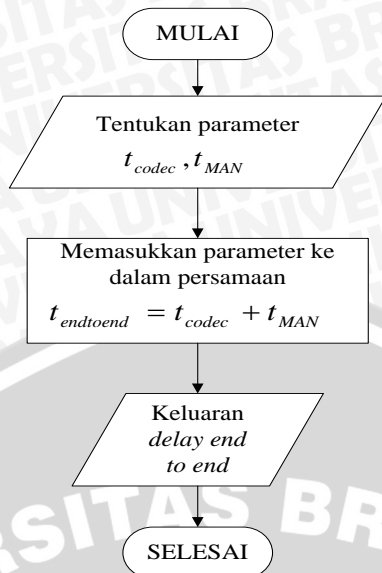 MULAI
Tentukan parameter
t_codec , t_MAN
Memasukkan parameter ke
dalam persamaan
t_endtoend = t_codec + t_MAN
Keluaran
delay end
to end
SELESAI